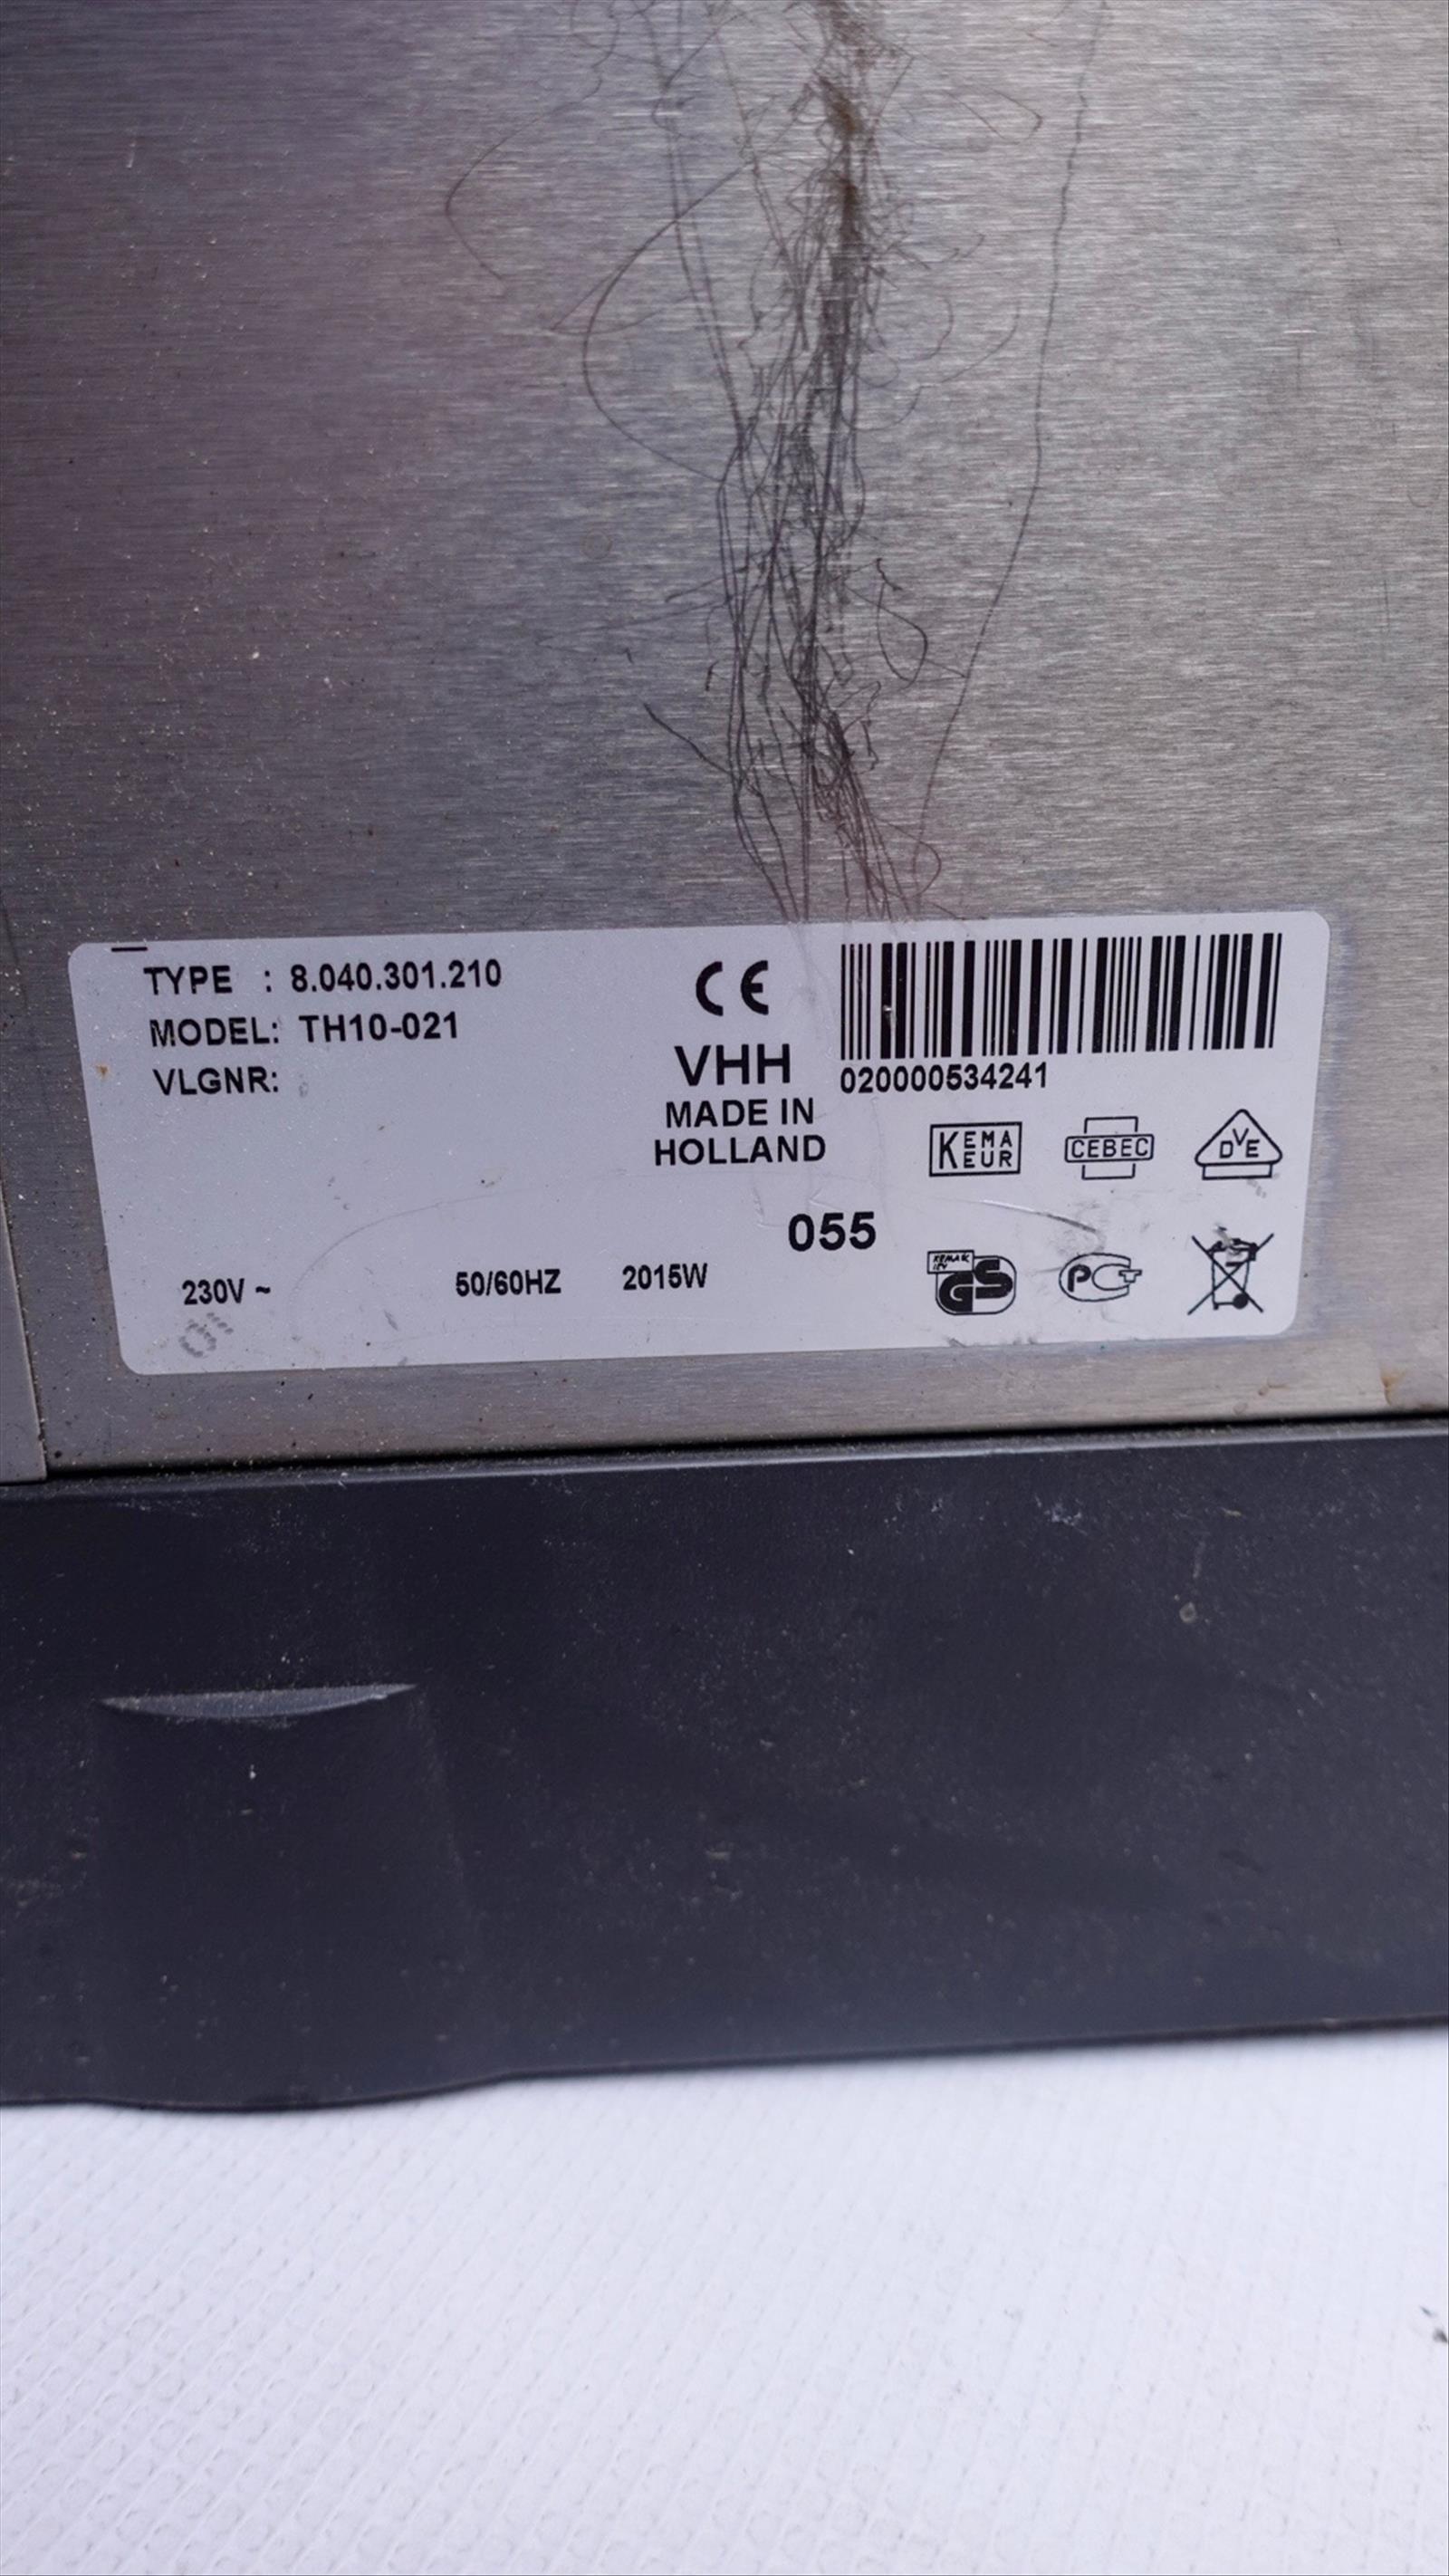 TYPE : 8.040.301.210
MODEL: TH10-021
VLGNR:
CE
VHH
MADE IN
HOLLAND
020000534241
KEMA
KEUR
CEBEC
DVE
055
230V ~
50/60HZ
2015W
GS
PCT